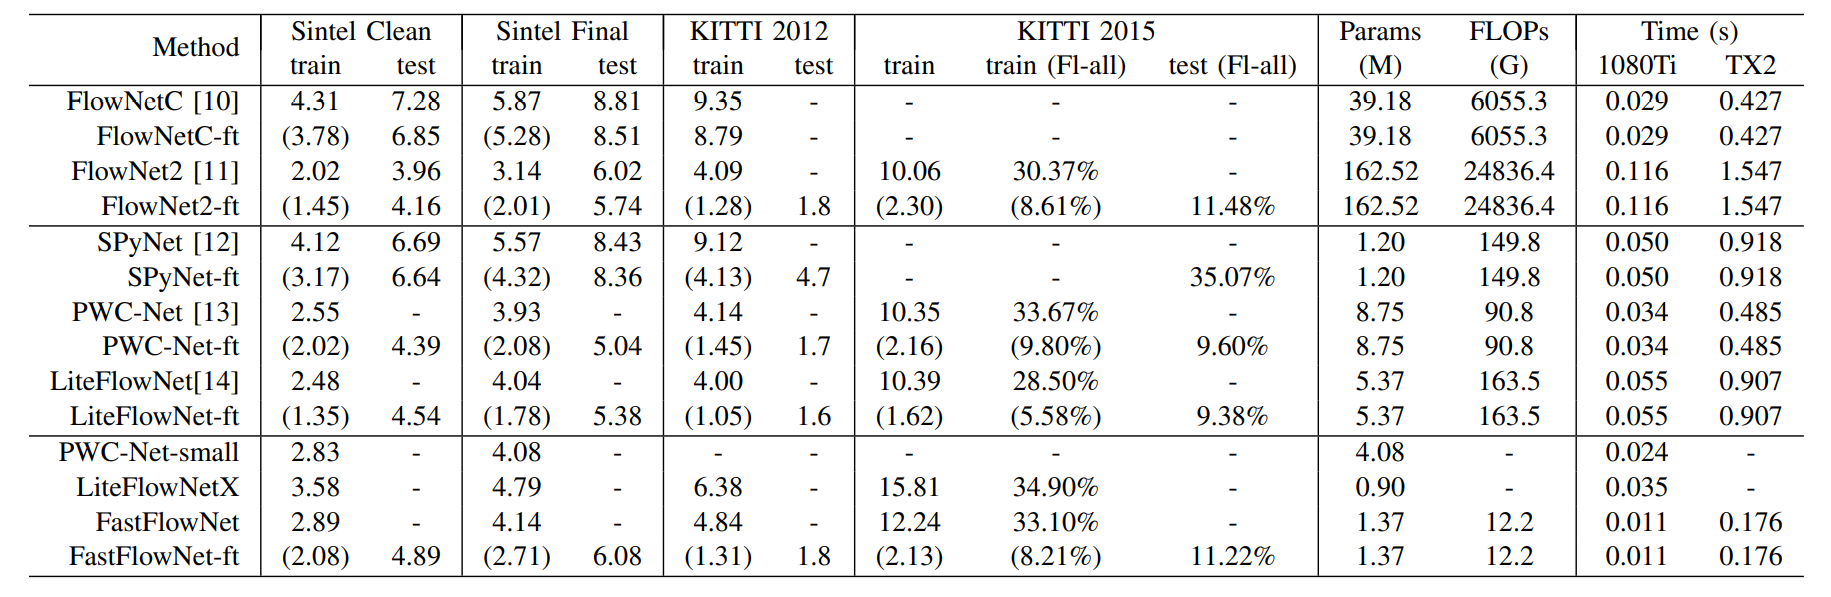 Method Sintel Clean Sintel Final KITTI 2012 KITTI 2015 Params FLOPs Time (s)
train test train test train test train train (Fl-all) test (Fl-all) (M) (G) 1080Ti TX2
FlowNetC [10] 4.31 7.28 5.87 8.81 9.35 - - - - 39.18 6055.3 0.029 0.427
FlowNetC-ft (3.78) 6.85 (5.28) 8.51 8.79 - - - - 39.18 6055.3 0.029 0.427
FlowNet2 [11] 2.02 3.96 3.14 6.02 4.09 - 10.06 30.37% - 162.52 24836.4 0.116 1.547
FlowNet2-ft (1.45) 4.16 (2.01) 5.74 (1.28) 1.8 (2.30) (8.61%) 11.48% 162.52 24836.4 0.116 1.547
SPyNet [12] 4.12 6.69 5.57 8.43 9.12 - - - - 1.20 149.8 0.050 0.918
SPyNet-ft (3.17) 6.64 (4.32) 8.36 (4.13) 4.7 - - 35.07% 1.20 149.8 0.050 0.918
PWC-Net [13] 2.55 - 3.93 - 4.14 - 10.35 33.67% - 8.75 90.8 0.034 0.485
PWC-Net-ft (2.02) 4.39 (2.08) 5.04 (1.45) 1.7 (2.16) (9.80%) 9.60% 8.75 90.8 0.034 0.485
LiteFlowNet[14] 2.48 - 4.04 - 4.00 - 10.39 28.50% - 5.37 163.5 0.055 0.907
LiteFlowNet-ft (1.35) 4.54 (1.78) 5.38 (1.05) 1.6 (1.62) (5.58%) 9.38% 5.37 163.5 0.055 0.907
PWC-Net-small 2.83 - 4.08 - - - - - - 4.08 - 0.024 -
LiteFlowNetX 3.58 - 4.79 - 6.38 - 15.81 34.90% - 0.90 - 0.035 -
FastFlowNet 2.89 - 4.14 - 4.84 - 12.24 33.10% - 1.37 12.2 0.011 0.176
FastFlowNet-ft (2.08) 4.89 (2.71) 6.08 (1.31) 1.8 (2.13) (8.21%) 11.22% 1.37 12.2 0.011 0.176